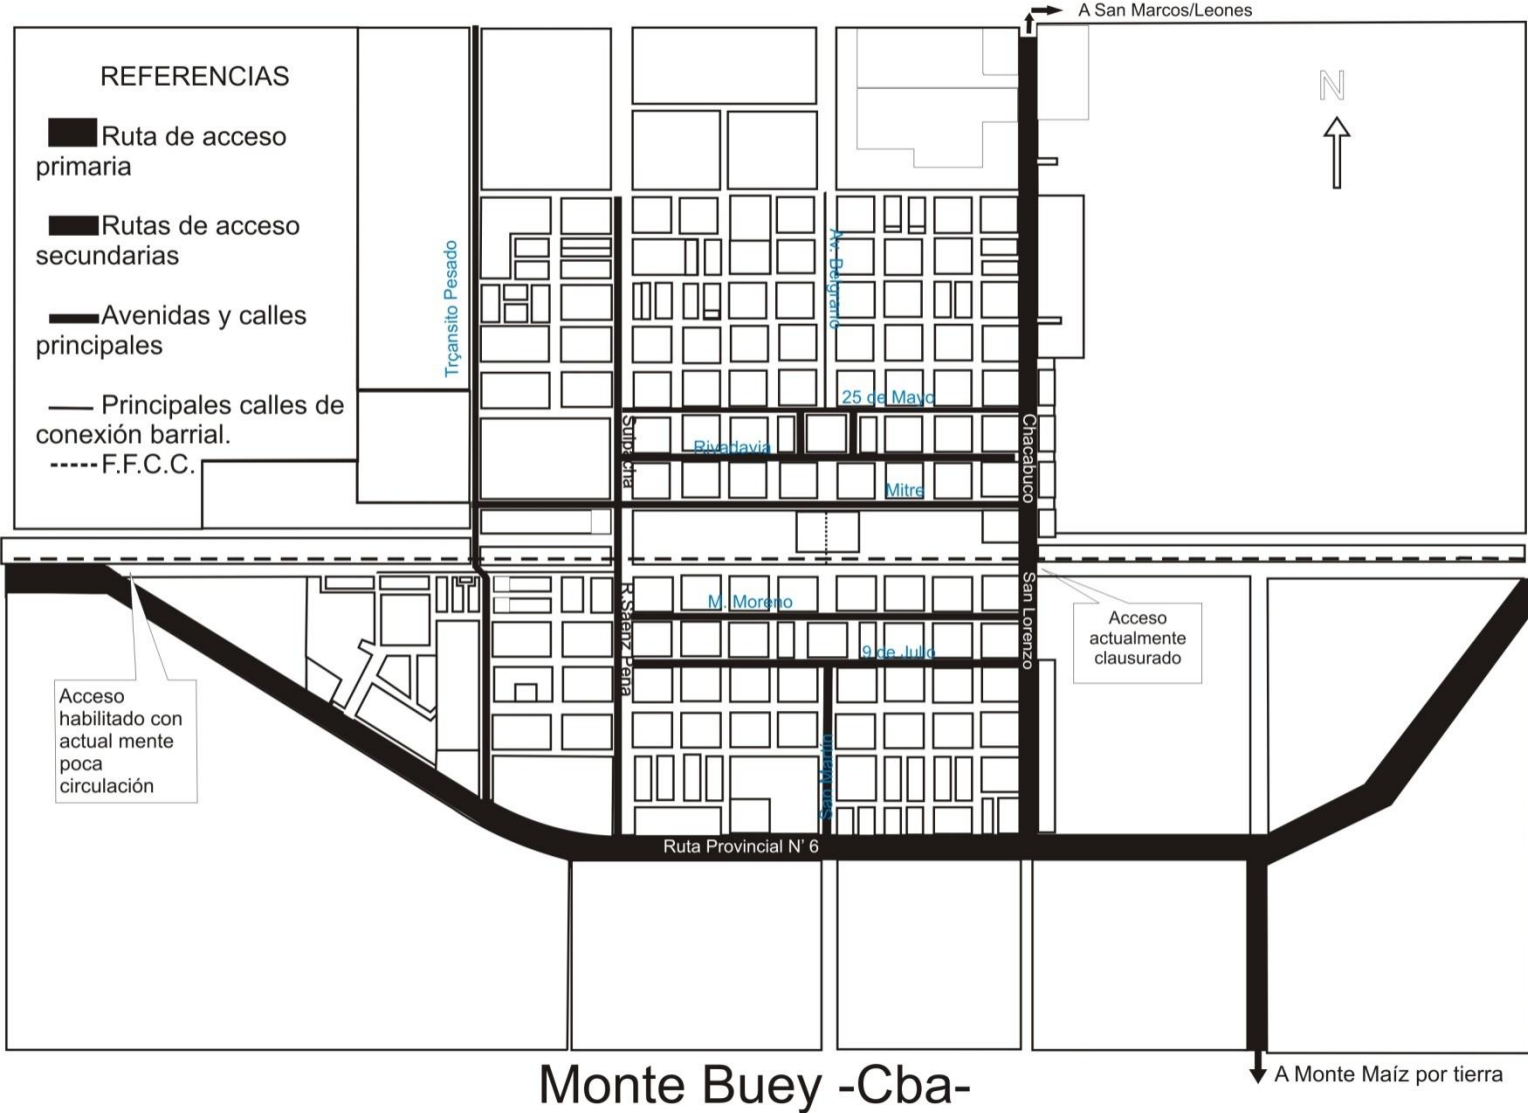 A San Marcos/Leones
REFERENCIAS
N
Ruta de acceso
primaria
Rutas de acceso
secundarias
Avenidas y calles
principales
Principales calles de
conexión barrial.
F.F.C.C.
Trçansito Pesado
Av. Belgrano
25 de Mayo
Suipacha
Rivadavia
Chacabuco
Mitre
R.Saenz Peña
M. Moreno
San Lorenzo
9 de Julio
Acceso
actualmente
clausurado
Acceso
habilitado con
actual mente
poca
circulación
San Martín
Ruta Provincial N' 6
A Monte Maíz por tierra
Monte Buey -Cba-